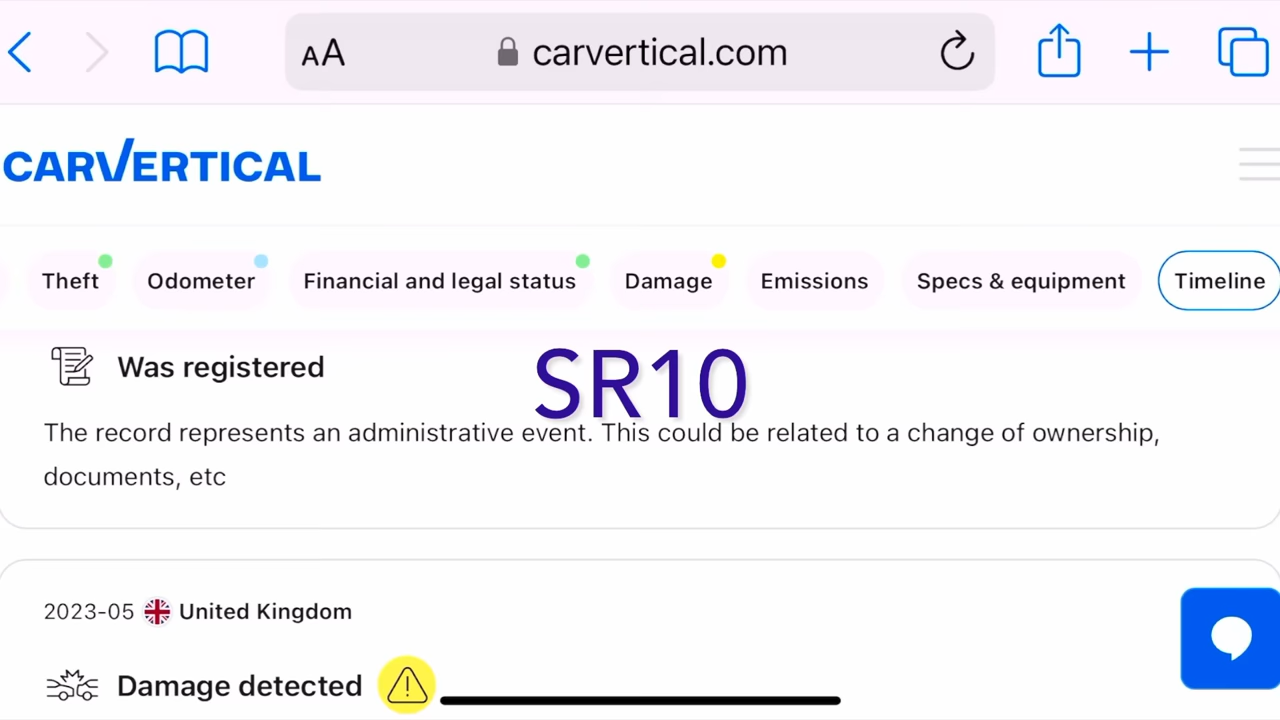 AA carvertical.com
CARVERTICAL
Theft Odometer Financial and legal status Damage Emissions Specs & equipment Timeline
Was registered
SR10
The record represents an administrative event. This could be related to a change of ownership,
documents, etc
2023-05 United Kingdom
Damage detected